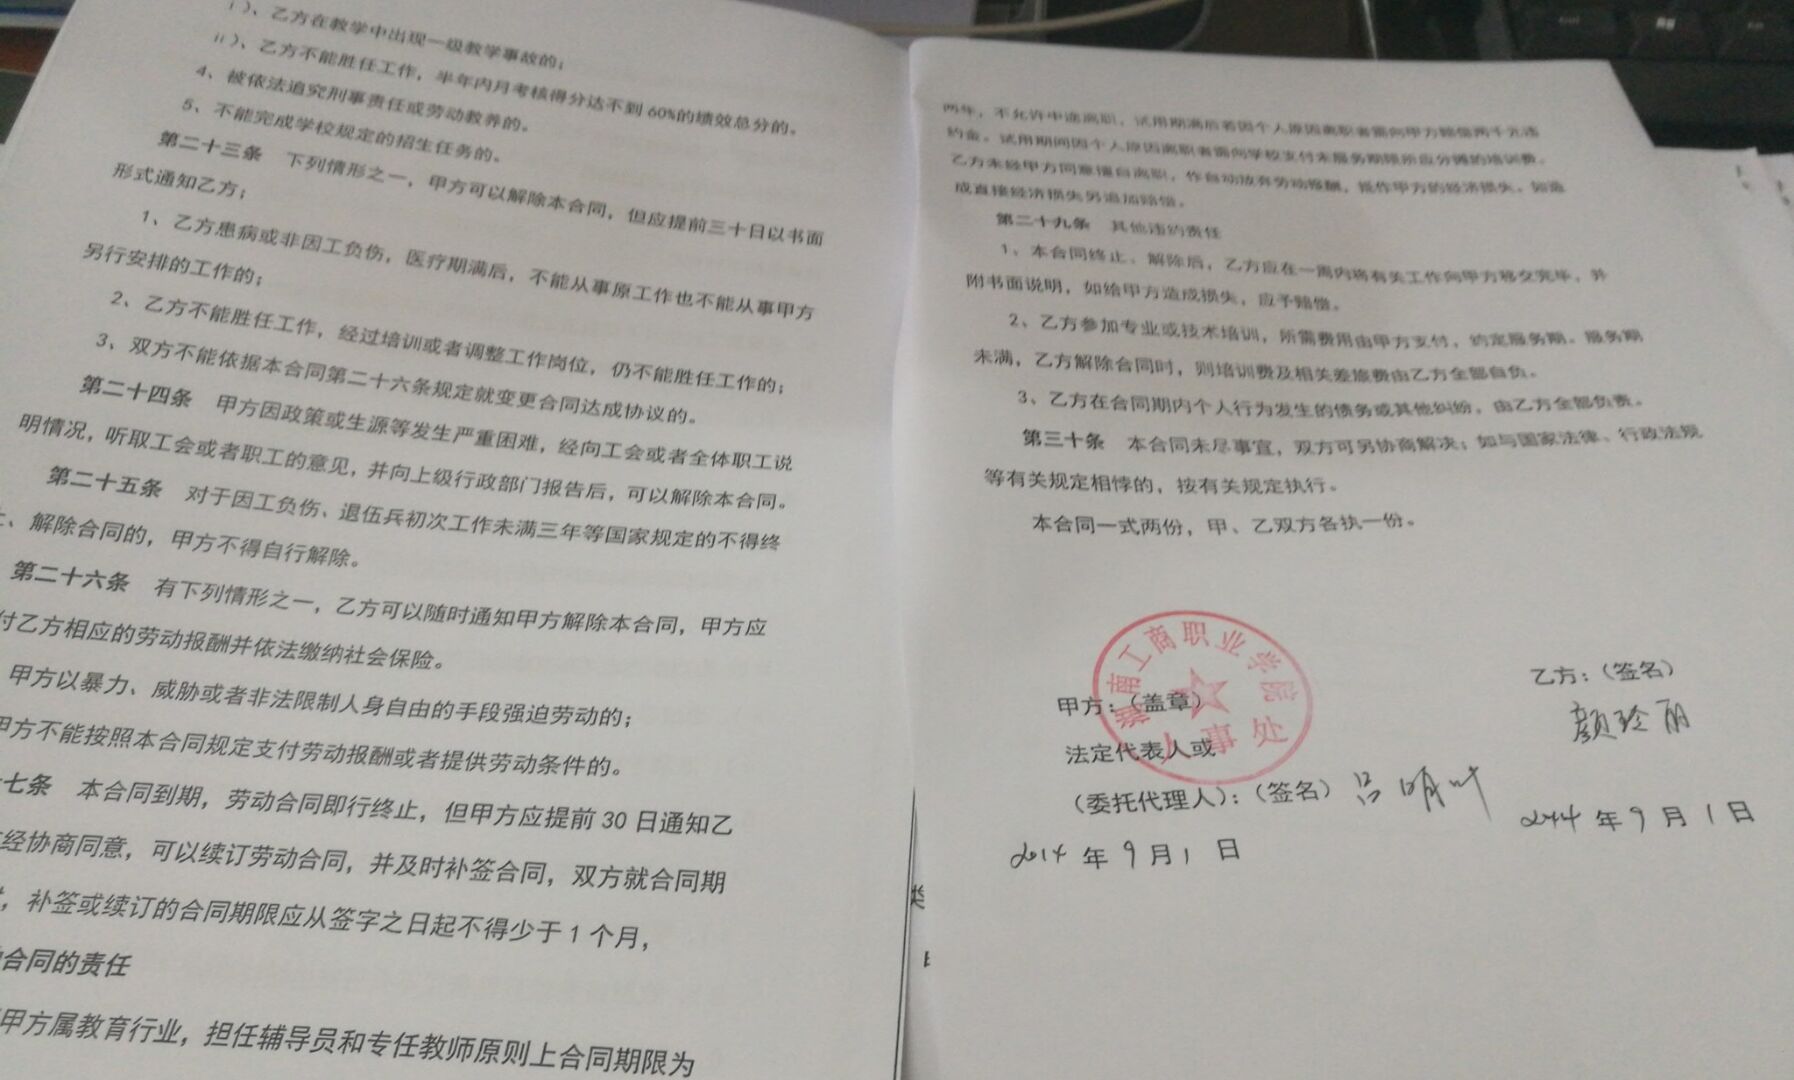 i）、乙方在教学中出现一级教学事故的；
ii）、乙方不能胜任工作，半年内月考核得分达不到 60%的绩效总分的。
4、被依法追究刑事责任或劳动教养的。
5、不能完成学校规定的招生任务的。
第二十三条 下列情形之一，甲方可以解除本合同，但应提前三十日以书面
形式通知乙方；
1、乙方患病或非因工负伤，医疗期满后，不能从事原工作也不能从事甲方
另行安排的工作的；
2、乙方不能胜任工作，经过培训或者调整工作岗位，仍不能胜任工作的；
3、双方不能依据本合同第二十六条规定就变更合同达成协议的。
第二十四条 甲方因政策或生源等发生严重困难，经向工会或者全体职工说
明情况，听取工会或者职工的意见，并向上级行政部门报告后，可以解除本合同。
第二十五条 对于因工负伤、退伍兵初次工作未满三年等国家规定的不得终
、解除合同的，甲方不得自行解除。
第二十六条 有下列情形之一，乙方可以随时通知甲方解除本合同，甲方应
付乙方相应的劳动报酬并依法缴纳社会保险。
甲方以暴力、威胁或者非法限制人身自由的手段强迫劳动的；
甲方不能按照本合同规定支付劳动报酬或者提供劳动条件的。
七条 本合同到期，劳动合同即行终止，但甲方应提前 30 日通知乙
经协商同意，可以续订劳动合同，并及时补签合同，双方就合同期
，补签或续订的合同期限应从签字之日起不得少于 1 个月，
合同的责任
甲方属教育行业，担任辅导员和专任教师原则上合同期限为
两年，不允许中途离职，试用期满后若因个人原因离职者需向甲方赔偿两千元违
约金。试用期间因个人原因离职者需向学校支付未服务期限所应分摊的培训费。
乙方未经甲方同意擅自离职，作自动放弃劳动报酬，抵作甲方的经济损失。如造
成直接经济损失另追加赔偿。
第二十九条 其他违约责任
1、本合同终止、解除后，乙方应在一周内将有关工作向甲方移交完毕，并
附书面说明，如给甲方造成损失，应予赔偿。
2、乙方参加专业或技术培训，所需费用由甲方支付，约定服务期。服务期
未满，乙方解除合同时，则培训费及相关差旅费由乙方全部自负。
3、乙方在合同期内个人行为发生的债务或其他纠纷，由乙方全部负责。
第三十条 本合同未尽事宜，双方可另协商解决；如与国家法律、行政法规
等有关规定相悖的，按有关规定执行。
本合同一式两份，甲、乙双方各执一份。
南工商职业学院
人事处
甲方：（盖章）
法定代表人或
（委托代理人）：（签名）吕明叶
2014 年 9 月 1 日
乙方：（签名）
颜玲丽
年 9 月 1 日